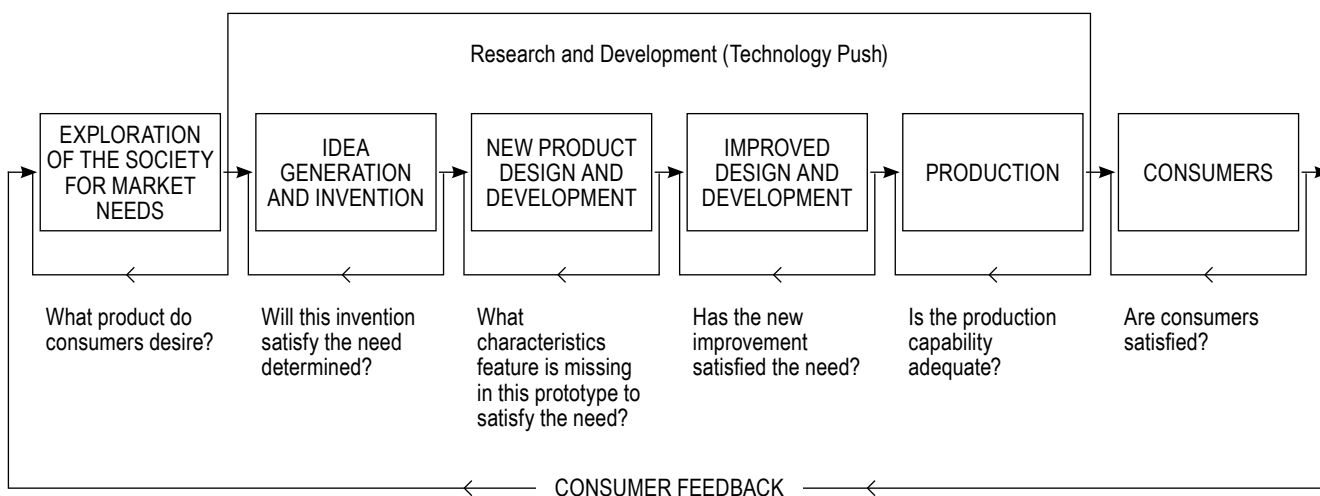 Research and Development (Technology Push)
EXPLORATION
OF THE SOCIETY
FOR MARKET
NEEDS
IDEA
GENERATION
AND INVENTION
NEW PRODUCT
DESIGN AND
DEVELOPMENT
IMPROVED
DESIGN AND
DEVELOPMENT
PRODUCTION
CONSUMERS
What product do
consumers desire?
Will this invention
satisfy the need
determined?
What
characteristics
feature is missing
in this prototype to
satisfy the need?
Has the new
improvement
satisfied the need?
Is the production
capability
adequate?
Are consumers
satisfied?
CONSUMER FEEDBACK